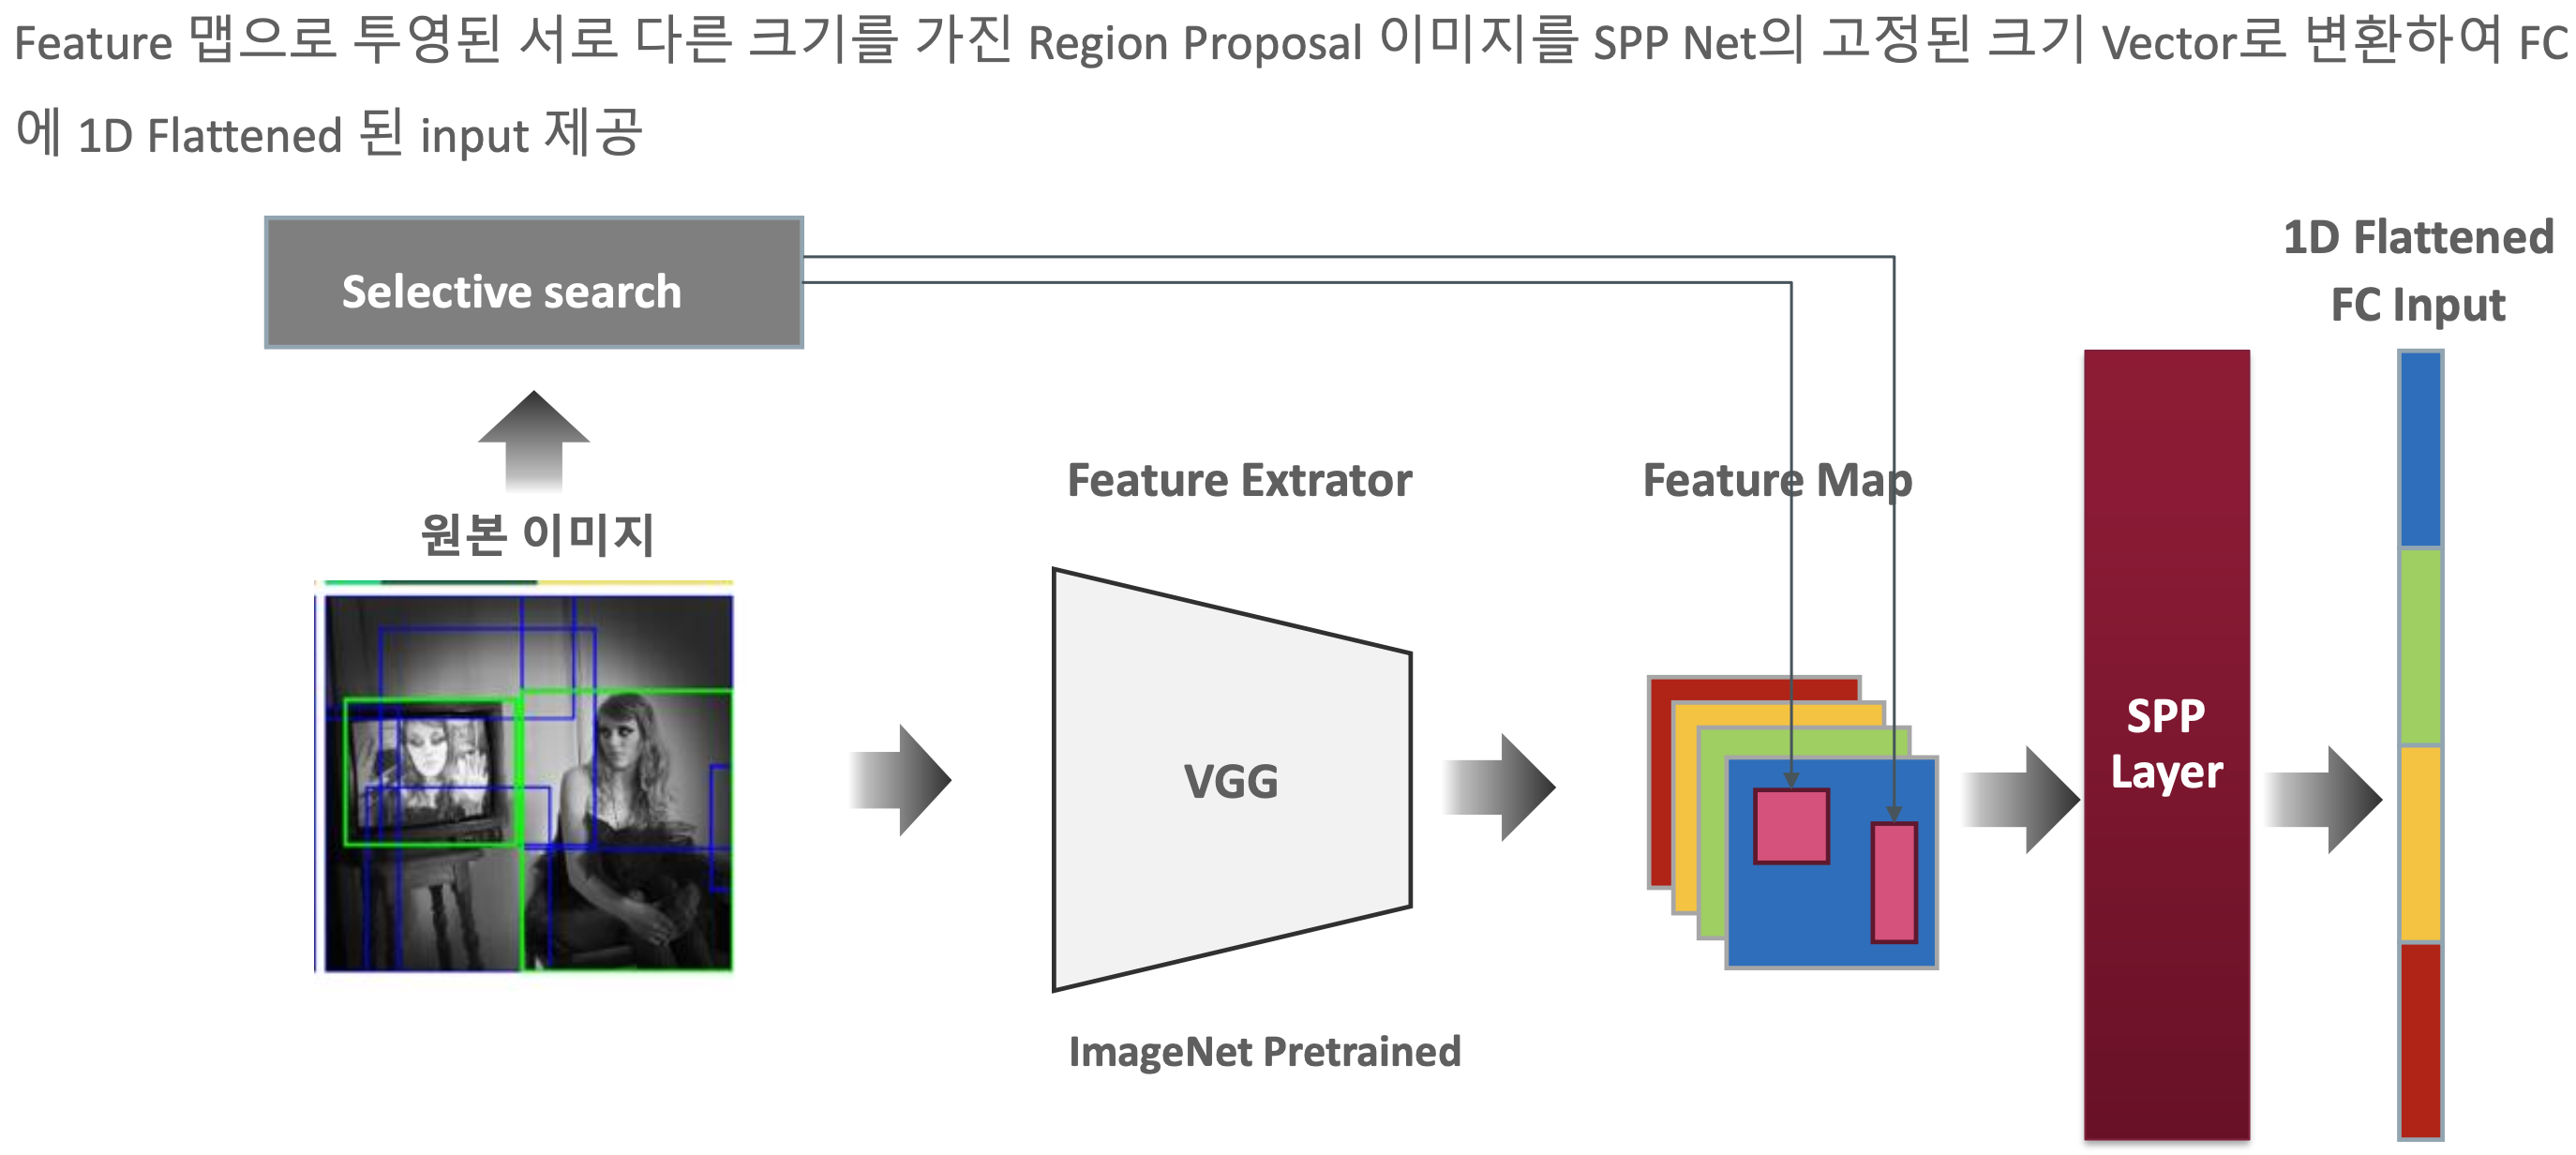 Feature 맵으로 투영된 서로 다른 크기를 가진 Region Proposal 이미지를 SPP Net의 고정된 크기 Vector로 변환하여 FC
에 1D Flattened 된 input 제공
Selective search
1D Flattened
FC Input
원본 이미지
Feature Extrator
Feature Map
VGG
SPP
Layer
ImageNet Pretrained